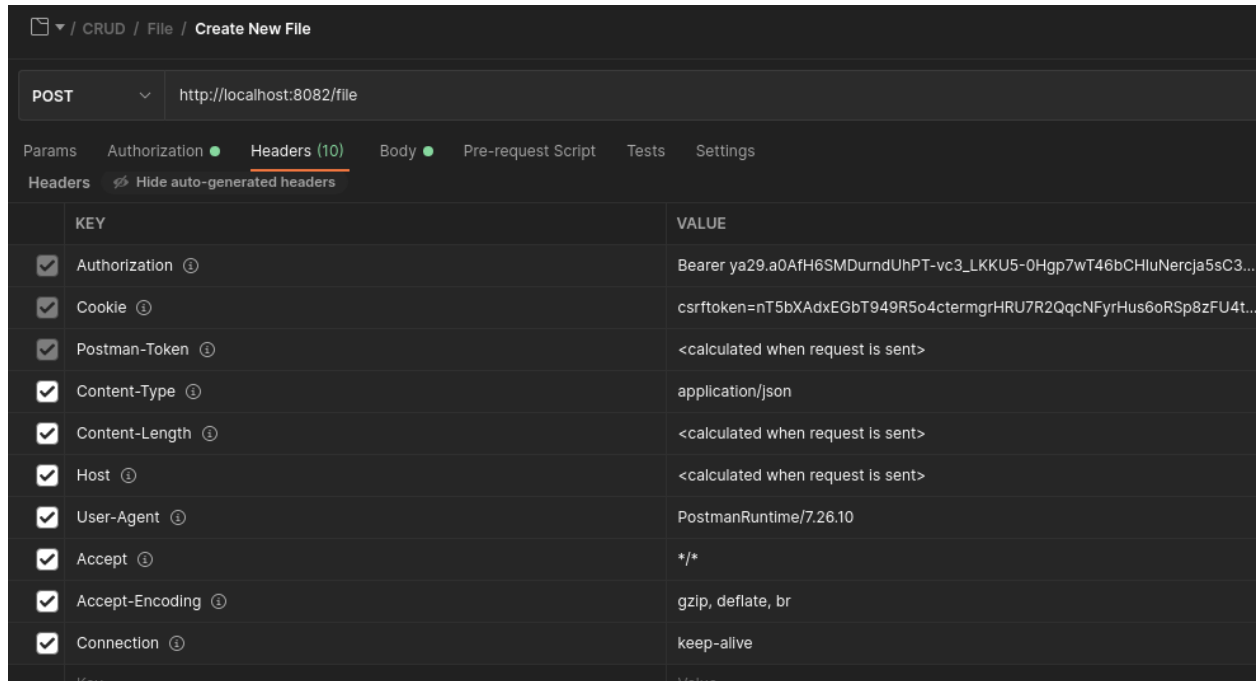 / CRUD / File / Create New File
POST http://localhost:8082/file
Params Authorization Headers (10) Body Pre-request Script Tests Settings
Headers Hide auto-generated headers
KEY VALUE
Authorization Bearer ya29.a0AfH6SMDurndUhPT-vc3_LKKU5-0Hgp7wT46bCHIuNercja5sC3...
Cookie csrftoken=nT5bXAdxEGbT949R5o4ctermgrHRU7R2QqcNFyrHus6oRSp8zFU4t...
Postman-Token <calculated when request is sent>
Content-Type application/json
Content-Length <calculated when request is sent>
Host <calculated when request is sent>
User-Agent PostmanRuntime/7.26.10
Accept */*
Accept-Encoding gzip, deflate, br
Connection keep-alive
Key Value